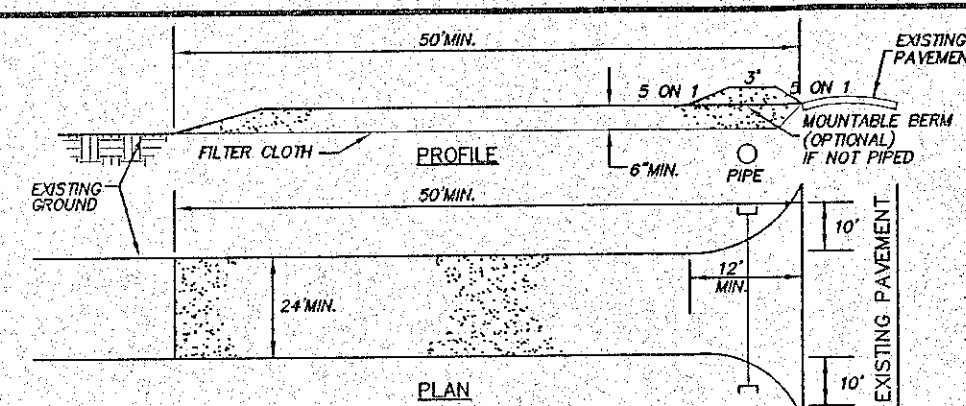 50'MIN.
EXISTING
PAVEMEN
5 ON 1
3'
5 ON 1
MOUNTABLE BERM
(OPTIONAL)
IF NOT PIPED
FILTER CLOTH
PROFILE
6"MIN.
PIPE
EXISTING
GROUND
50'MIN.
10'
12'
MIN.
24'MIN.
EXISTING PAVEMENT
PLAN
10'